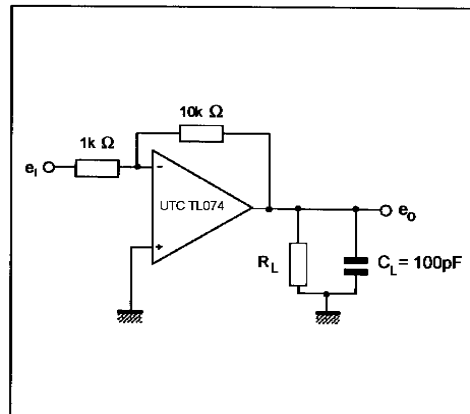 10k Ω
1k Ω
eI
-
UTC TL074
+
eo
RL
CL = 100pF